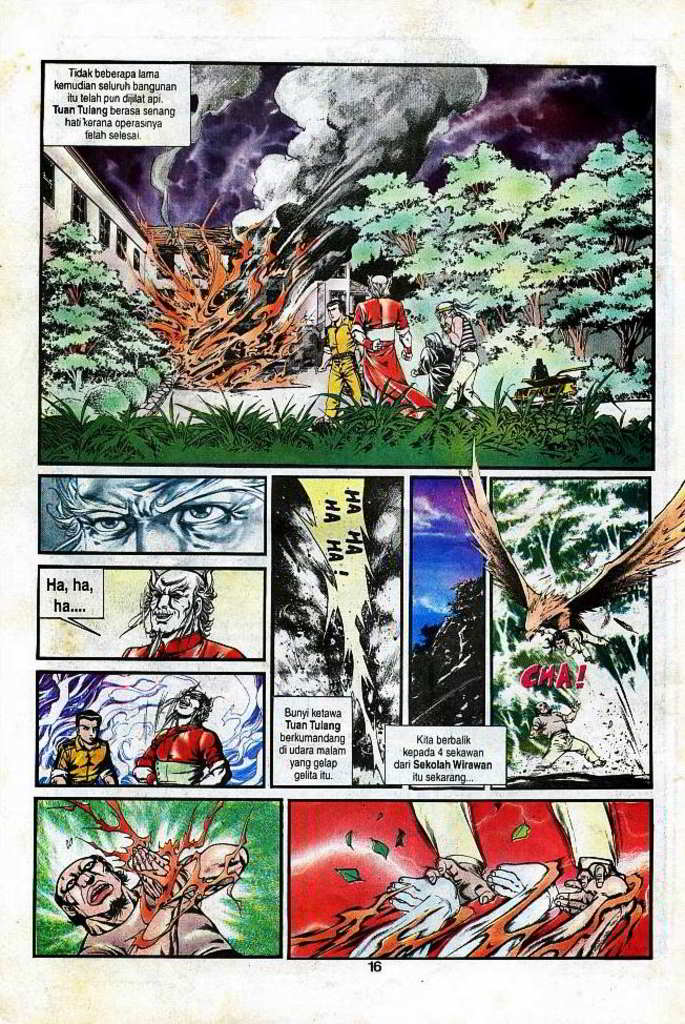 Tidak beberapa lama
kemudian seluruh bangunan
itu telah pun dijilat api.
Tuan Tulang berasa senang
hati kerana operasinya
telah selesai.
Ha, ha,
ha....
HA HA
HA HA
HA HA !
Bunyi ketawa
Tuan Tulang
berkumandang
di udara malam
yang gelap
gelita itu.
Kita berbalik
kepada 4 sekawan
dari Sekolah Wirawan
itu sekarang...
CHA!
16